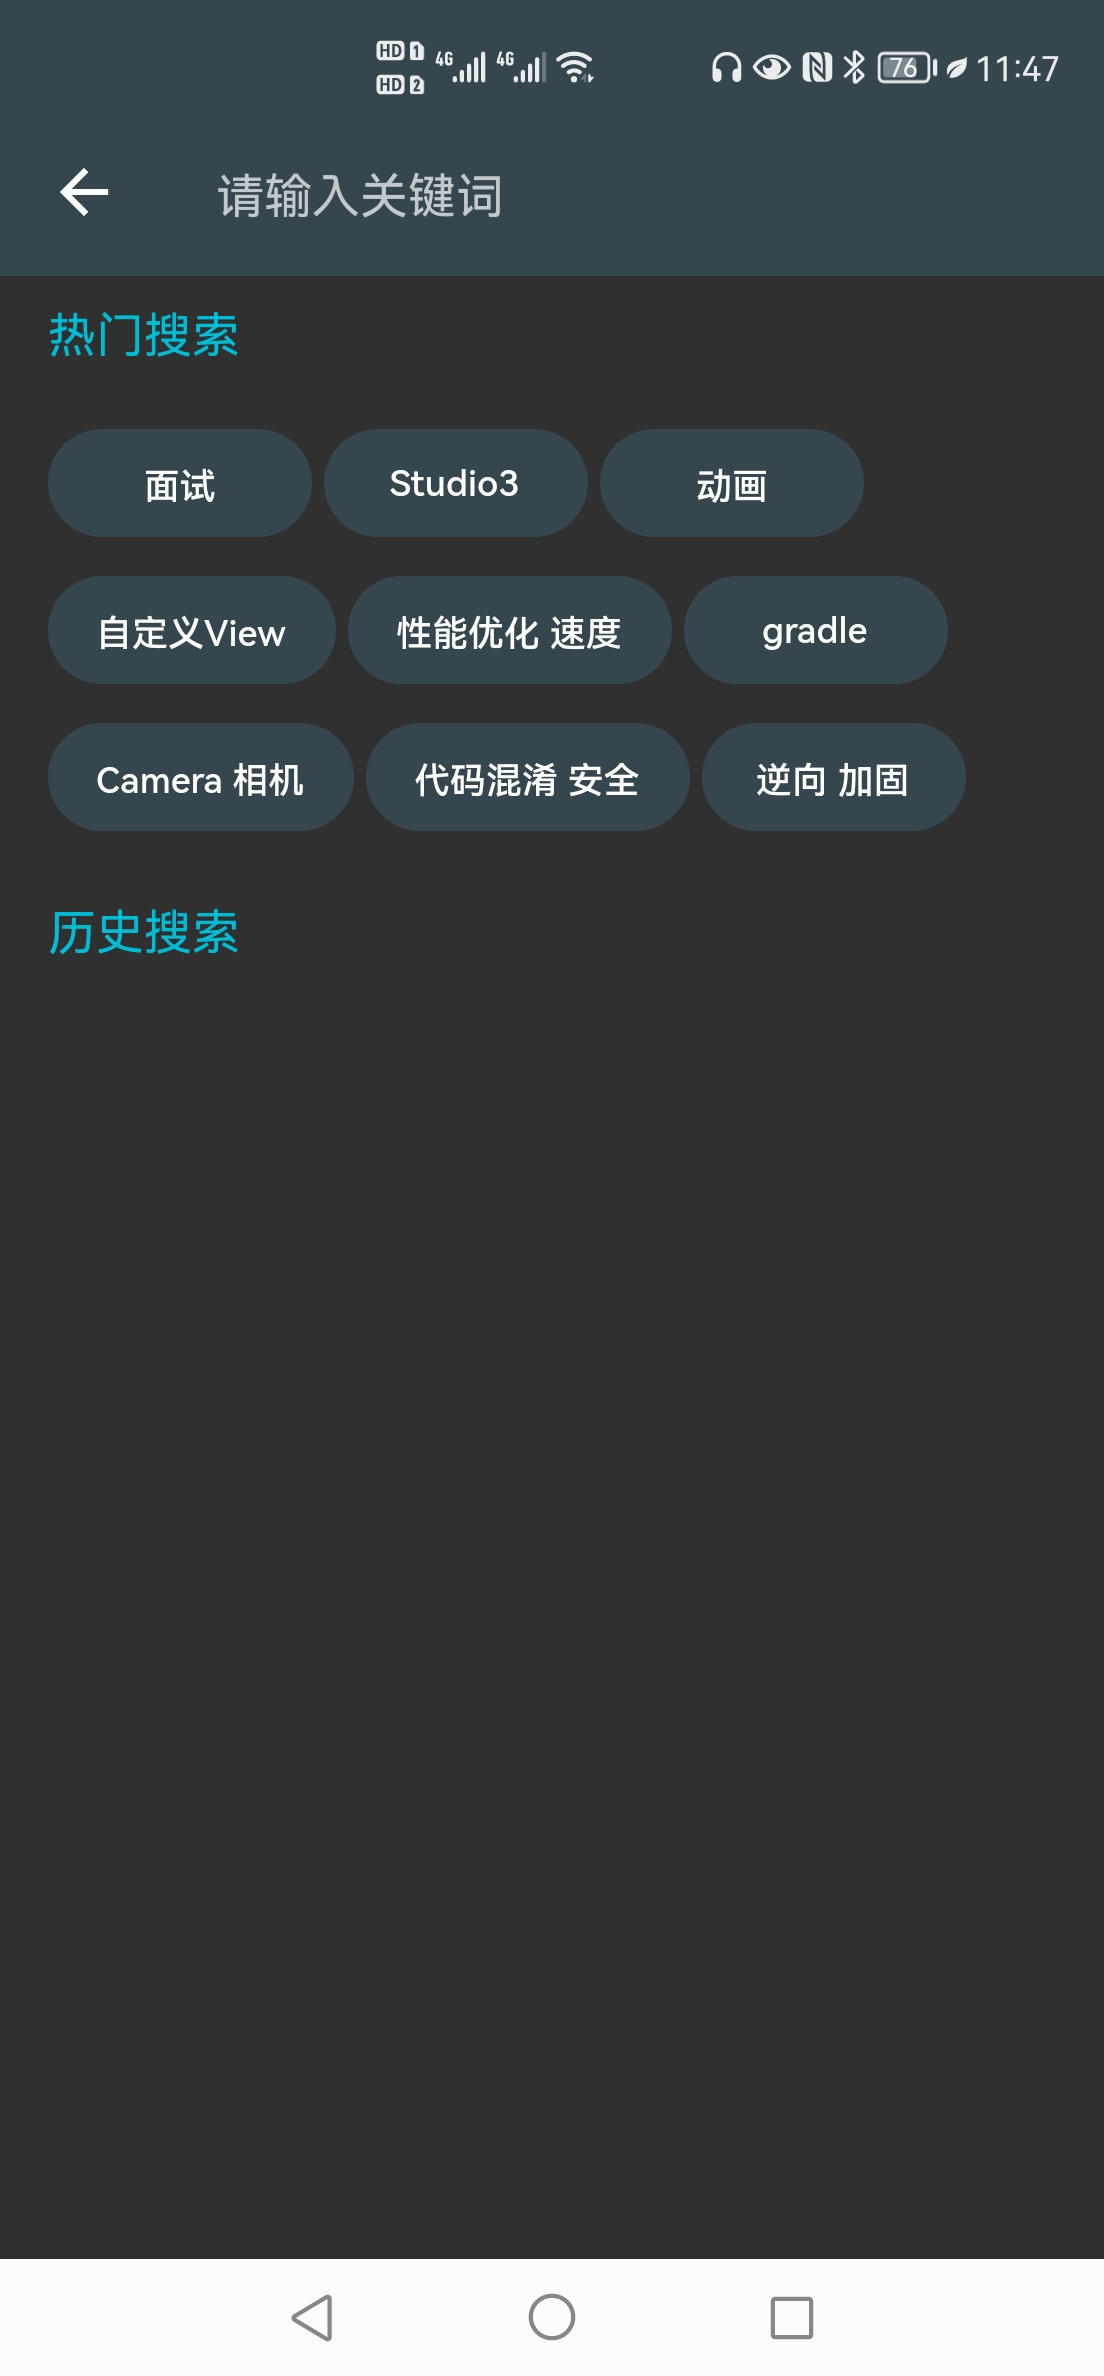 HD 1 4G 4G 76 11:47
HD 2
请输入关键词
热门搜索
面试 Studio3 动画
自定义View 性能优化 速度 gradle
Camera 相机 代码混淆 安全 逆向 加固
历史搜索